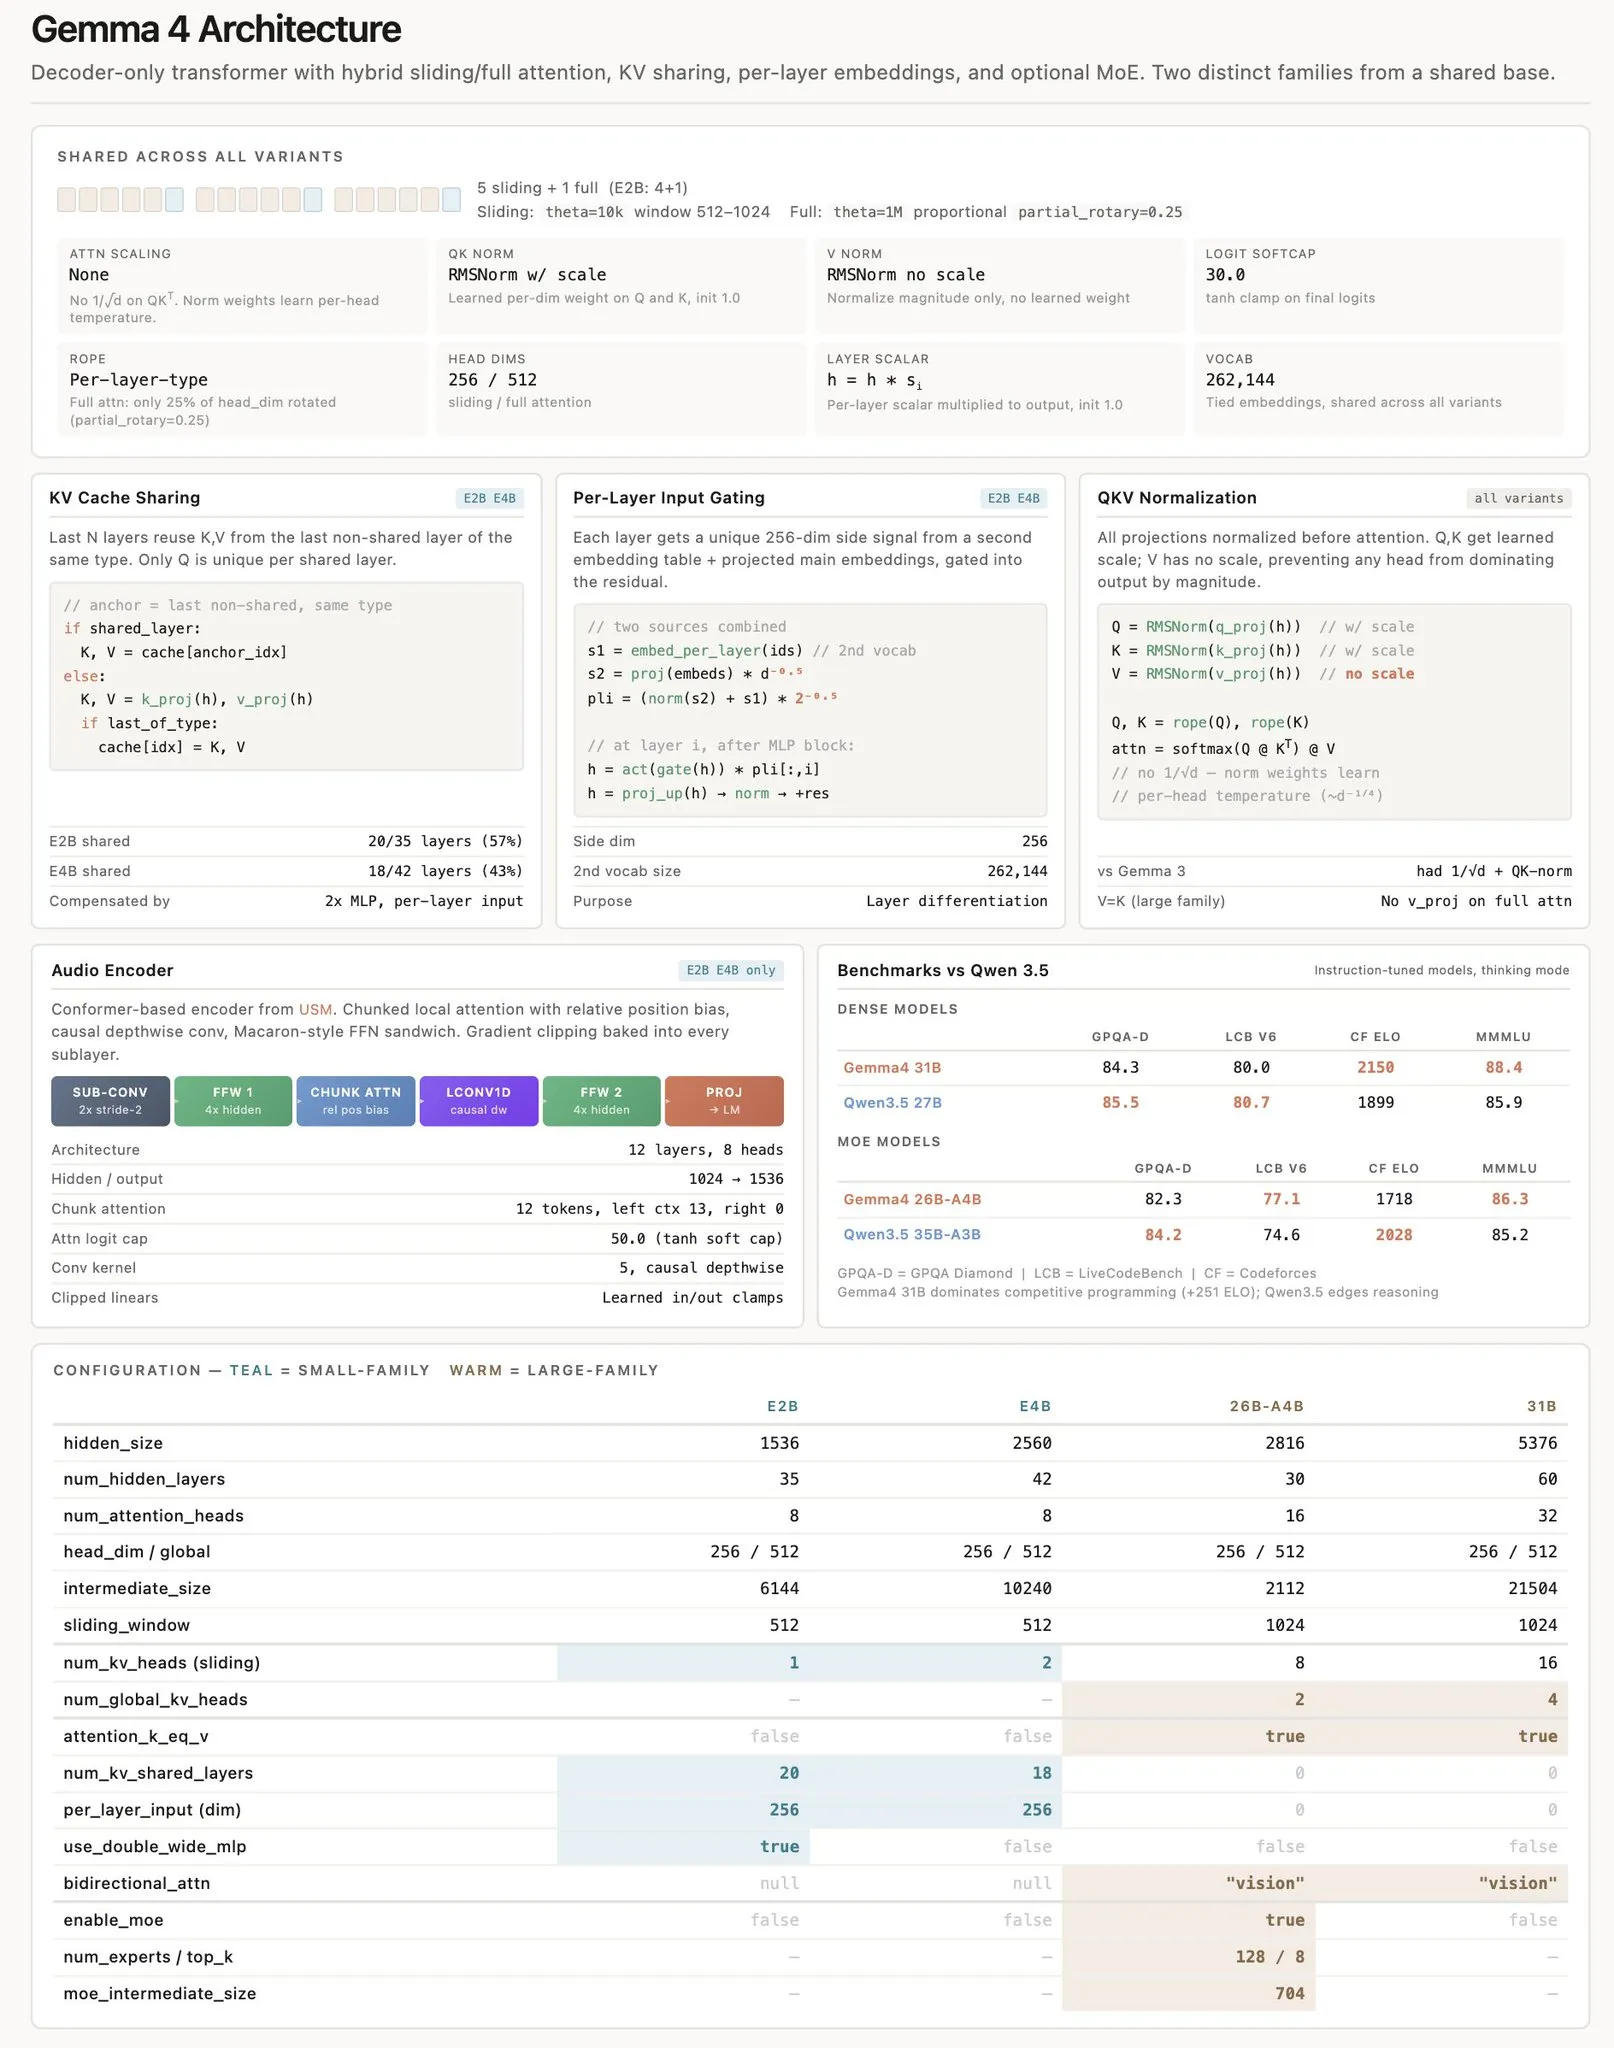 Gemma 4 Architecture
Decoder-only transformer with hybrid sliding/full attention, KV sharing, per-layer embeddings, and optional MoE. Two distinct families from a shared base.
SHARED ACROSS ALL VARIANTS
5 sliding + 1 full (E2B: 4+1)
Sliding: theta=10k window 512–1024 Full: theta=1M proportional partial_rotary=0.25
ATTN SCALING
None
No 1/√d on QKᵀ. Norm weights learn per-head
temperature.
QK NORM
RMSNorm w/ scale
Learned per-dim weight on Q and K, init 1.0
V NORM
RMSNorm no scale
Normalize magnitude only, no learned weight
LOGIT SOFTCAP
30.0
tanh clamp on final logits
ROPE
Per-layer-type
Full attn: only 25% of head_dim rotated
(partial_rotary=0.25)
HEAD DIMS
256 / 512
sliding / full attention
LAYER SCALAR
h = h * sᵢ
Per-layer scalar multiplied to output, init 1.0
VOCAB
262,144
Tied embeddings, shared across all variants
KV Cache Sharing E2B E4B
Last N layers reuse K,V from the last non-shared layer of the
same type. Only Q is unique per shared layer.
// anchor = last non-shared, same type
if shared_layer:
K, V = cache[anchor_idx]
else:
K, V = k_proj(h), v_proj(h)
if last_of_type:
cache[idx] = K, V
E2B shared 20/35 layers (57%)
E4B shared 18/42 layers (43%)
Compensated by 2x MLP, per-layer input
Per-Layer Input Gating E2B E4B
Each layer gets a unique 256-dim side signal from a second
embedding table + projected main embeddings, gated into
the residual.
// two sources combined
s1 = embed_per_layer(ids) // 2nd vocab
s2 = proj(embeds) * d⁻⁰·⁵
pli = (norm(s2) + s1) * 2⁻⁰·⁵
// at layer i, after MLP block:
h = act(gate(h)) * pli[:,i]
h = proj_up(h) → norm → +res
Side dim 256
2nd vocab size 262,144
Purpose Layer differentiation
QKV Normalization all variants
All projections normalized before attention. Q,K get learned
scale; V has no scale, preventing any head from dominating
output by magnitude.
Q = RMSNorm(q_proj(h)) // w/ scale
K = RMSNorm(k_proj(h)) // w/ scale
V = RMSNorm(v_proj(h)) // no scale
Q, K = rope(Q), rope(K)
attn = softmax(Q @ Kᵀ) @ V
// no 1/√d — norm weights learn
// per-head temperature (~d⁻¹/⁴)
vs Gemma 3 had 1/√d + QK-norm
V=K (large family) No v_proj on full attn
Audio Encoder E2B E4B only
Conformer-based encoder from USM. Chunked local attention with relative position bias,
causal depthwise conv, Macaron-style FFN sandwich. Gradient clipping baked into every
sublayer.
SUB-CONV
2x stride-2
FFW 1
4x hidden
CHUNK ATTN
rel pos bias
LCONV1D
causal dw
FFW 2
4x hidden
PROJ
→ LM
Architecture 12 layers, 8 heads
Hidden / output 1024 → 1536
Chunk attention 12 tokens, left ctx 13, right 0
Attn logit cap 50.0 (tanh soft cap)
Conv kernel 5, causal depthwise
Clipped linears Learned in/out clamps
Benchmarks vs Qwen 3.5 Instruction-tuned models, thinking mode
DENSE MODELS
GPQA-D LCB V6 CF ELO MMMLU
Gemma4 31B 84.3 80.0 2150 88.4
Qwen3.5 27B 85.5 80.7 1899 85.9
MOE MODELS
GPQA-D LCB V6 CF ELO MMMLU
Gemma4 26B-A4B 82.3 77.1 1718 86.3
Qwen3.5 35B-A3B 84.2 74.6 2028 85.2
GPQA-D = GPQA Diamond | LCB = LiveCodeBench | CF = Codeforces
Gemma4 31B dominates competitive programming (+251 ELO); Qwen3.5 edges reasoning
CONFIGURATION — TEAL = SMALL-FAMILY WARM = LARGE-FAMILY
E2B E4B 26B-A4B 31B
hidden_size 1536 2560 2816 5376
num_hidden_layers 35 42 30 60
num_attention_heads 8 8 16 32
head_dim / global 256 / 512 256 / 512 256 / 512 256 / 512
intermediate_size 6144 10240 2112 21504
sliding_window 512 512 1024 1024
num_kv_heads (sliding) 1 2 8 16
num_global_kv_heads — — 2 4
attention_k_eq_v false false true true
num_kv_shared_layers 20 18 0 0
per_layer_input (dim) 256 256 0 0
use_double_wide_mlp true false false false
bidirectional_attn null null "vision" "vision"
enable_moe false false true false
num_experts / top_k — — 128 / 8 —
moe_intermediate_size — — 704 —